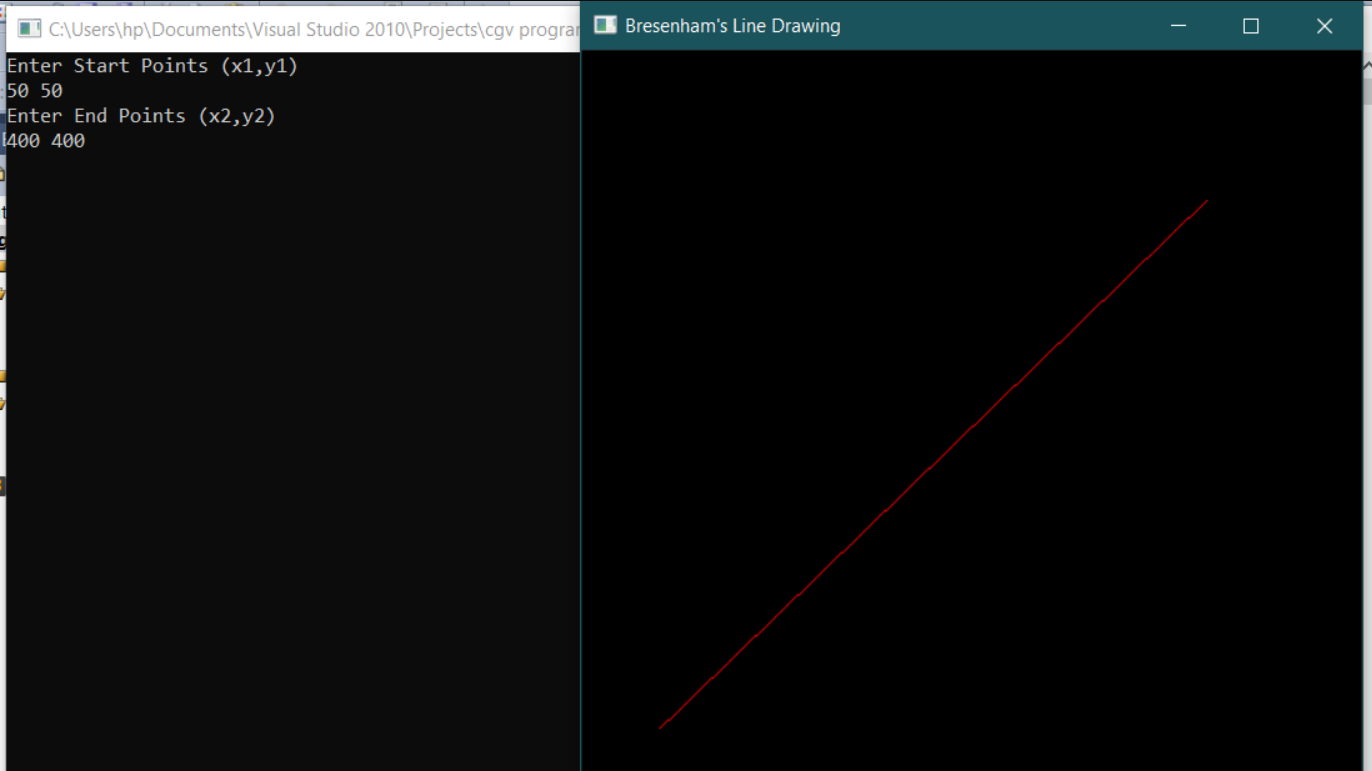 C:\Users\hp\Documents\Visual Studio 2010\Projects\cgv progra
Enter Start Points (x1,y1)
50 50
Enter End Points (x2,y2)
400 400
Bresenham's Line Drawing